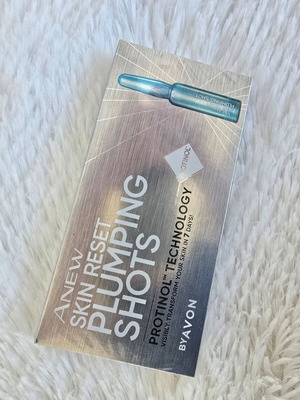 ANEW
SKIN RESET
PLUMPING
SHOTS
PROTINOL™ TECHNOLOGY
VISIBLY TRANSFORM YOUR SKIN IN 7 DAYS!
BY AVON